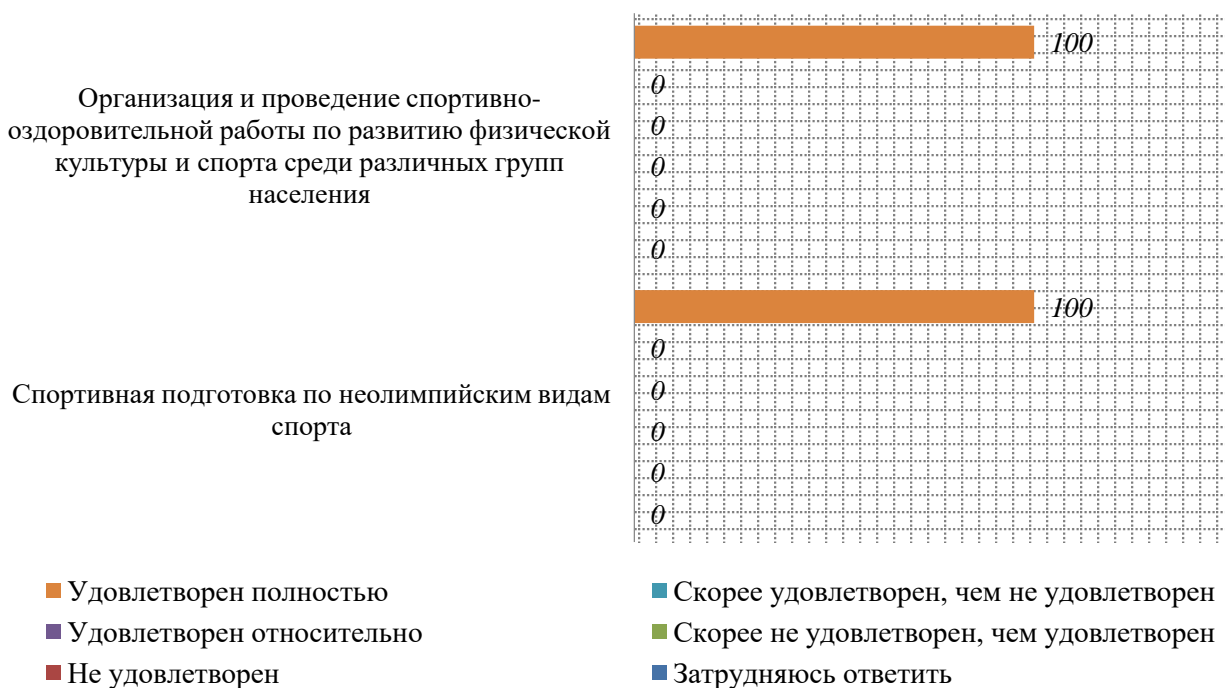 100
0
Организация и проведение спортивно-
оздоровительной работы по развитию физической
0
культуры и спорта среди различных групп
0
населения
0
0
100
0
Спортивная подготовка по неолимпийским видам
0
спорта
0
0
0
Удовлетворен полностью
Скорее удовлетворен, чем не удовлетворен
Удовлетворен относительно
Скорее не удовлетворен, чем удовлетворен
Не удовлетворен
Затрудняюсь ответить